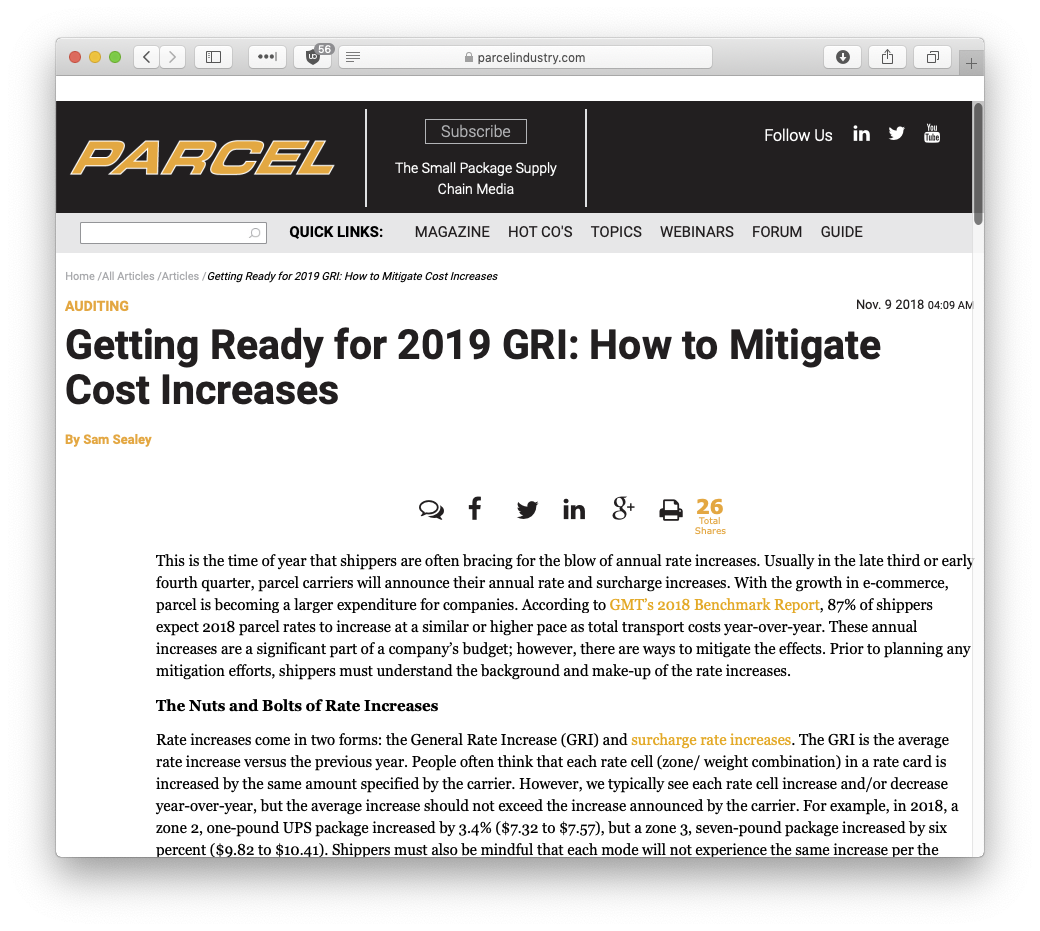 56
parcelindustry.com
PARCEL
Subscribe
The Small Package Supply
Chain Media
Follow Us
You
Tube
QUICK LINKS: MAGAZINE HOT CO'S TOPICS WEBINARS FORUM GUIDE
Home /All Articles /Articles /Getting Ready for 2019 GRI: How to Mitigate Cost Increases
AUDITING
Nov. 9 2018 04:09 AM
Getting Ready for 2019 GRI: How to Mitigate
Cost Increases
By Sam Sealey
26
Total
Shares
This is the time of year that shippers are often bracing for the blow of annual rate increases. Usually in the late third or early
fourth quarter, parcel carriers will announce their annual rate and surcharge increases. With the growth in e-commerce,
parcel is becoming a larger expenditure for companies. According to GMT’s 2018 Benchmark Report, 87% of shippers
expect 2018 parcel rates to increase at a similar or higher pace as total transport costs year-over-year. These annual
increases are a significant part of a company’s budget; however, there are ways to mitigate the effects. Prior to planning any
mitigation efforts, shippers must understand the background and make-up of the rate increases.
The Nuts and Bolts of Rate Increases
Rate increases come in two forms: the General Rate Increase (GRI) and surcharge rate increases. The GRI is the average
rate increase versus the previous year. People often think that each rate cell (zone/ weight combination) in a rate card is
increased by the same amount specified by the carrier. However, we typically see each rate cell increase and/or decrease
year-over-year, but the average increase should not exceed the increase announced by the carrier. For example, in 2018, a
zone 2, one-pound UPS package increased by 3.4% ($7.32 to $7.57), but a zone 3, seven-pound package increased by six
percent ($9.82 to $10.41). Shippers must also be mindful that each mode will not experience the same increase per the